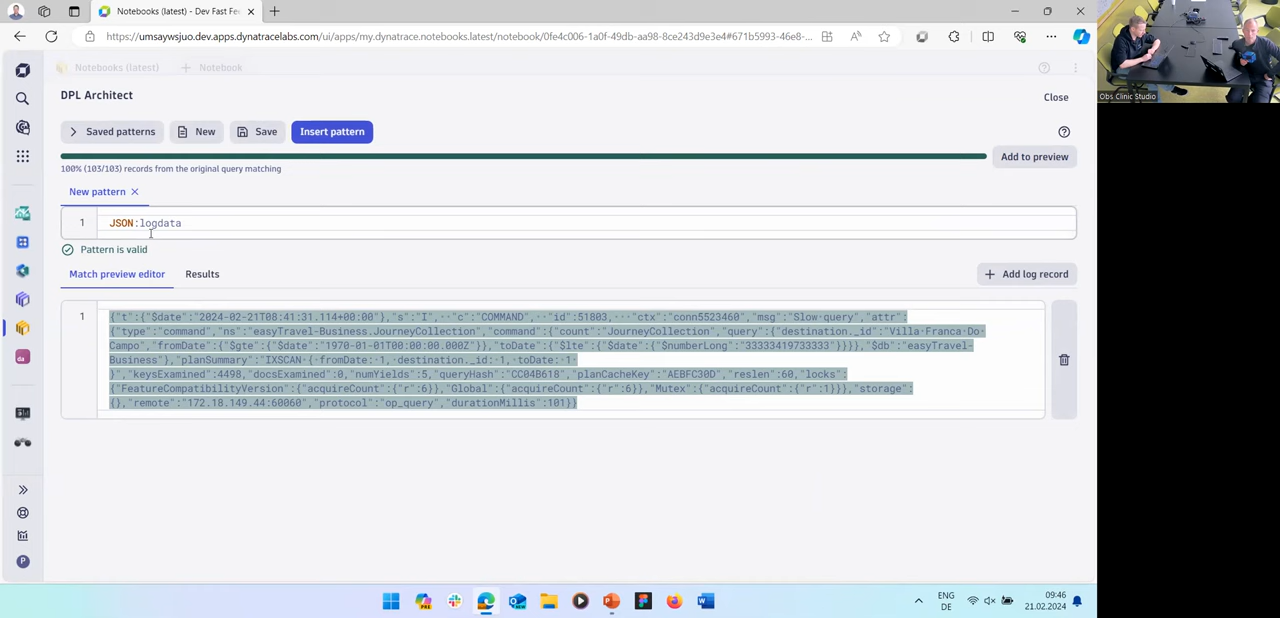 Notebooks (latest) - Dev Fast Fee
https://umsaywsjuo.dev.apps.dynatracelabs.com/ui/apps/my.dynatrace.notebooks.latest/notebook/0fe4c006-1a0f-49db-aa98-8ce243d9e3e4#671b5993-46e8-...
Notebooks (latest) Notebook
DPL Architect
Close
Saved patterns New Save Insert pattern
Add to preview
100% (103/103) records from the original query matching
New pattern
1 JSON:logdata
Pattern is valid
Match preview editor Results Add log record
1 {"t":{"$date":"2024-02-21T08:41:31.114+00:00"},"s":"I",··"c":"COMMAND",··"id":51803,···"ctx":"conn5523460","msg":"Slow·query","attr":
{"type":"command","ns":"easyTravel-Business.JourneyCollection","command":{"count":"JourneyCollection","query":{"destination._id":"Villa·Franca·Do·
Campo","fromDate":{"$gte":{"$date":"1970-01-01T00:00:00.000Z"}},"toDate":{"$lte":{"$date":{"$numberLong":"33333419733333"}}}},"$db":"easyTravel-
Business"},"planSummary":"IXSCAN·{·fromDate:·1,·destination._id:·1,·toDate:·1·
}","keysExamined":4498,"docsExamined":0,"numYields":5,"queryHash":"CC04B618","planCacheKey":"AEBFC30D","reslen":60,"locks":
{"FeatureCompatibilityVersion":{"acquireCount":{"r":6}},"Global":{"acquireCount":{"r":6}},"Mutex":{"acquireCount":{"r":1}}},"storage":
{},"remote":"172.18.149.44:60060","protocol":"op_query","durationMillis":101}}
Obs Clinic Studio
P
da
PRE
ENG
DE
09:46
21.02.2024